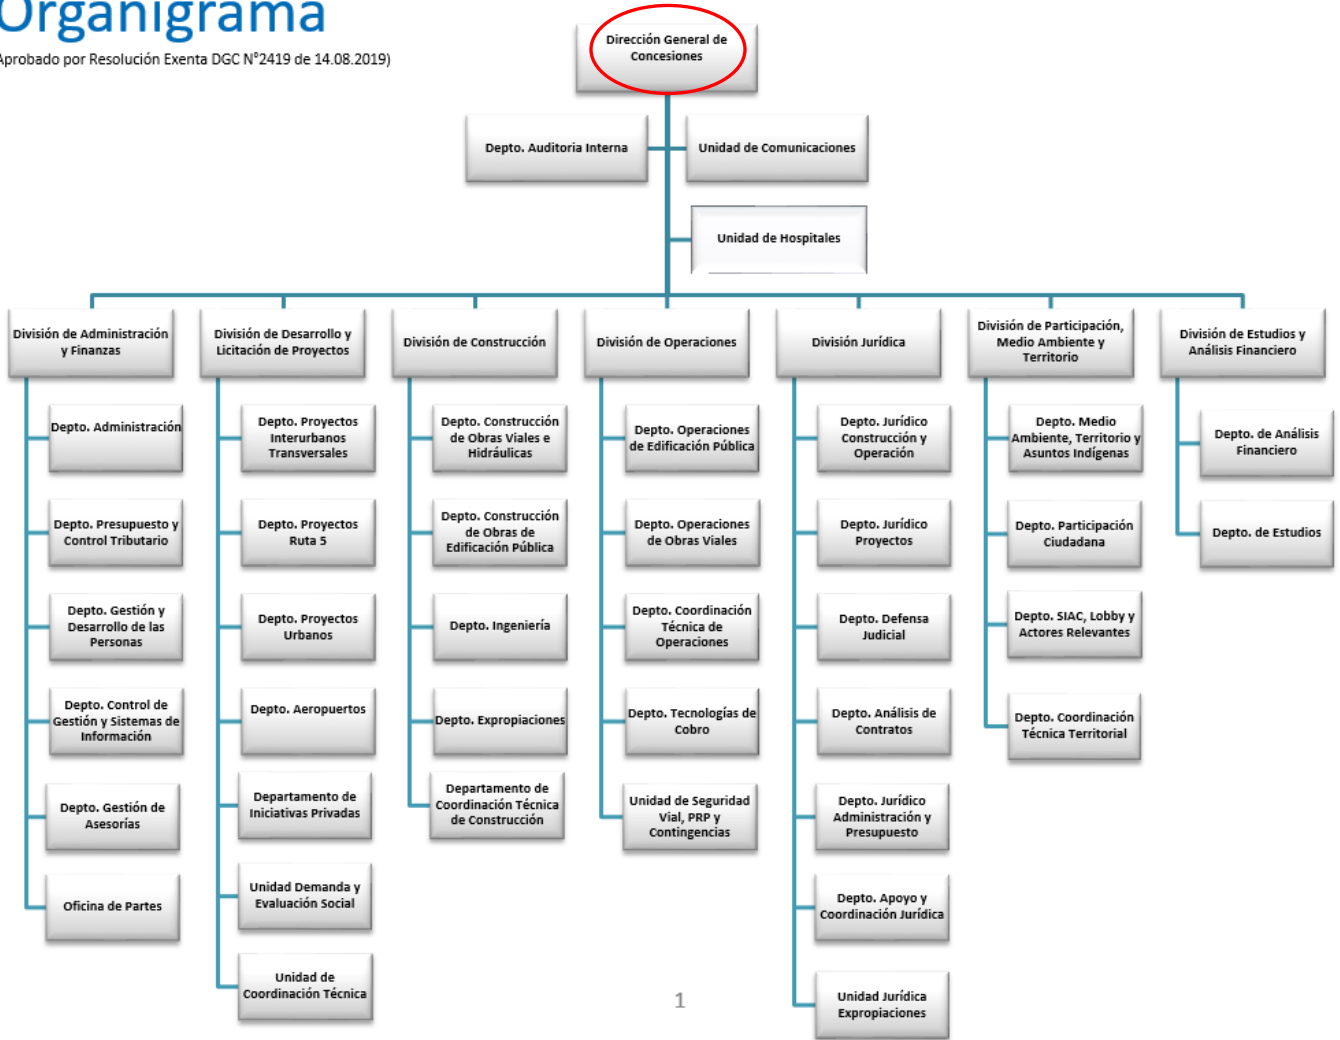 Organigrama
Aprobado por Resolución Exenta DGC N°2419 de 14.08.2019)
Dirección General de
Concesiones
Depto. Auditoria Interna
Unidad de Comunicaciones
Unidad de Hospitales
División de Administración
y Finanzas
Depto. Administración
Depto. Presupuesto y
Control Tributario
Depto. Gestión y
Desarrollo de las
Personas
Depto. Control de
Gestión y Sistemas de
Información
Depto. Gestión de
Asesorías
Oficina de Partes
División de Desarrollo y
Licitación de Proyectos
Depto. Proyectos
Interurbanos
Transversales
Depto. Proyectos
Ruta 5
Depto. Proyectos
Urbanos
Depto. Aeropuertos
Departamento de
Iniciativas Privadas
Unidad Demanda y
Evaluación Social
Unidad de
Coordinación Técnica
División de Construcción
Depto. Construcción
de Obras Viales e
Hidráulicas
Depto. Construcción
de Obras de
Edificación Pública
Depto. Ingeniería
Depto. Expropiaciones
Departamento de
Coordinación Técnica
de Construcción
División de Operaciones
Depto. Operaciones
de Edificación Pública
Depto. Operaciones
de Obras Viales
Depto. Coordinación
Técnica de
Operaciones
Depto. Tecnologías de
Cobro
Unidad de Seguridad
Vial, PRP y
Contingencias
División Jurídica
Depto. Jurídico
Construcción y
Operación
Depto. Jurídico
Proyectos
Depto. Defensa
Judicial
Depto. Análisis de
Contratos
Depto. Jurídico
Administración y
Presupuesto
Depto. Apoyo y
Coordinación Jurídica
Unidad Jurídica
Expropiaciones
División de Participación,
Medio Ambiente y
Territorio
Depto. Medio
Ambiente, Territorio y
Asuntos Indígenas
Depto. Participación
Ciudadana
Depto. SIAC, Lobby y
Actores Relevantes
Depto. Coordinación
Técnica Territorial
División de Estudios y
Análisis Financiero
Depto. de Análisis
Financiero
Depto. de Estudios
1